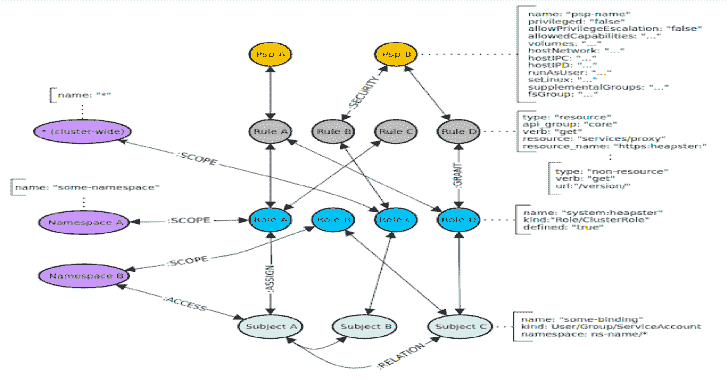 name: "psp-name"
privileged: "false"
allowPrivilegeEscalation: "false"
allowedCapabilities: "..."
volumes: "..."
hostNetwork: "..."
hostIPC: "..."
hostIPD: "..."
runAsUser: "..."
seLinux: "..."
supplementalGroups: "..."
fsGroup: "..."
Psp A
Psp B
:SECURITY
name: "*"
* (cluster-wide)
Rule A
Rule B
Rule C
Rule D
type: "resource"
api_group: "core"
verb: "get"
resource: "services/proxy"
resource_name: "https:heapster:"
:SCOPE
:GRANT
type: "non-resource"
verb: "get"
url:"/version/"
name: "some-namespace"
Namespace A
:SCOPE
Role A
Role B
Role C
Role D
name: "system:heapster"
kind:"Role/ClusterRole"
defined: "true"
:SCOPE
Namespace B
:ASSIGN
:ACCESS
Subject A
Subject B
Subject C
name: "some-binding"
kind: User/Group/ServiceAccount
namespace: ns-name/*
:RELATION